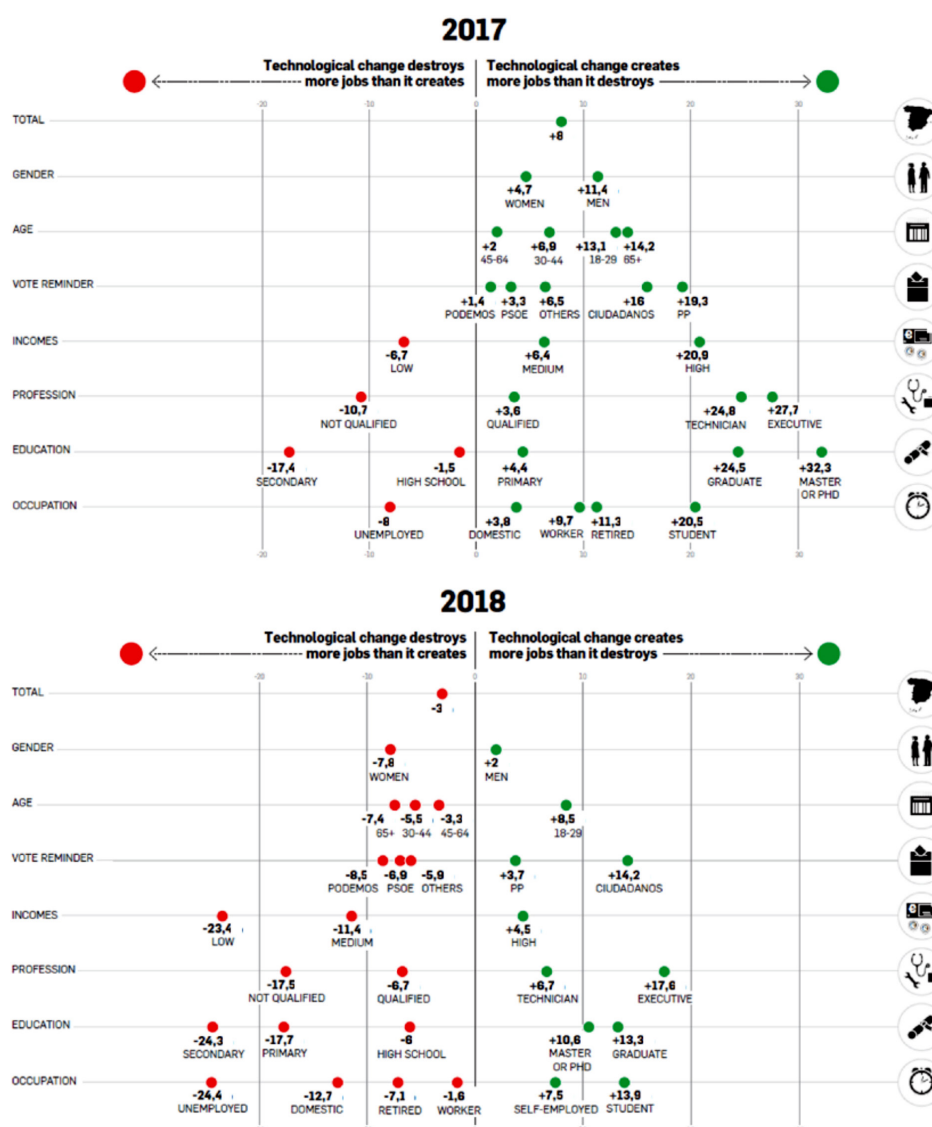 2017
Technological change destroys
more jobs than it creates
Technological change creates
more jobs than it destroys
-20 -10 0 10 20 30
TOTAL
+8
GENDER
+4,7 +11,4
WOMEN MEN
AGE
+2 +6,9 +13,1 +14,2
45-64 30-44 18-29 65+
VOTE REMINDER
+1,4 +3,3 +6,5 +16 +19,3
PODEMOS PSOE OTHERS CIUDADANOS PP
INCOMES
-6,7 +6,4 +20,9
LOW MEDIUM HIGH
PROFESSION
-10,7 +3,6 +24,8 +27,7
NOT QUALIFIED QUALIFIED TECHNICIAN EXECUTIVE
EDUCATION
-17,4 -1,5 +4,4 +24,5 +32,3
SECONDARY HIGH SCHOOL PRIMARY GRADUATE MASTER
OR PHD
OCCUPATION
-8 +3,8 +9,7 +11,3 +20,5
UNEMPLOYED DOMESTIC WORKER RETIRED STUDENT
-20 -10 0 10 20 30
2018
Technological change destroys
more jobs than it creates
Technological change creates
more jobs than it destroys
-20 -10 0 10 20 30
TOTAL
-3
GENDER
-7,8 +2
WOMEN MEN
AGE
-7,4 -5,5 -3,3 +8,5
65+ 30-44 45-64 18-29
VOTE REMINDER
-8,5 -6,9 -5,9 +3,7 +14,2
PODEMOS PSOE OTHERS PP CIUDADANOS
INCOMES
-23,4 -11,4 +4,5
LOW MEDIUM HIGH
PROFESSION
-17,5 -6,7 +6,7 +17,6
NOT QUALIFIED QUALIFIED TECHNICIAN EXECUTIVE
EDUCATION
-24,3 -17,7 -6 +10,6 +13,3
SECONDARY PRIMARY HIGH SCHOOL MASTER GRADUATE
OR PHD
OCCUPATION
-24,4 -12,7 -7,1 -1,6 +7,5 +13,9
UNEMPLOYED DOMESTIC RETIRED WORKER SELF-EMPLOYED STUDENT